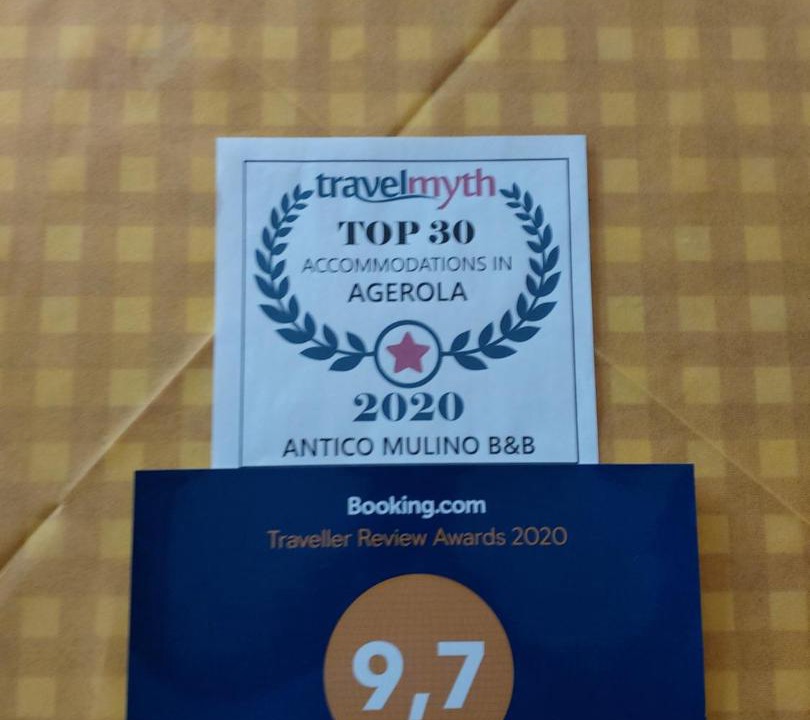 travelmyth
TOP 30
ACCOMMODATIONS IN
AGEROLA
2020
ANTICO MULINO B&B
Booking.com
Traveller Review Awards 2020
9,7